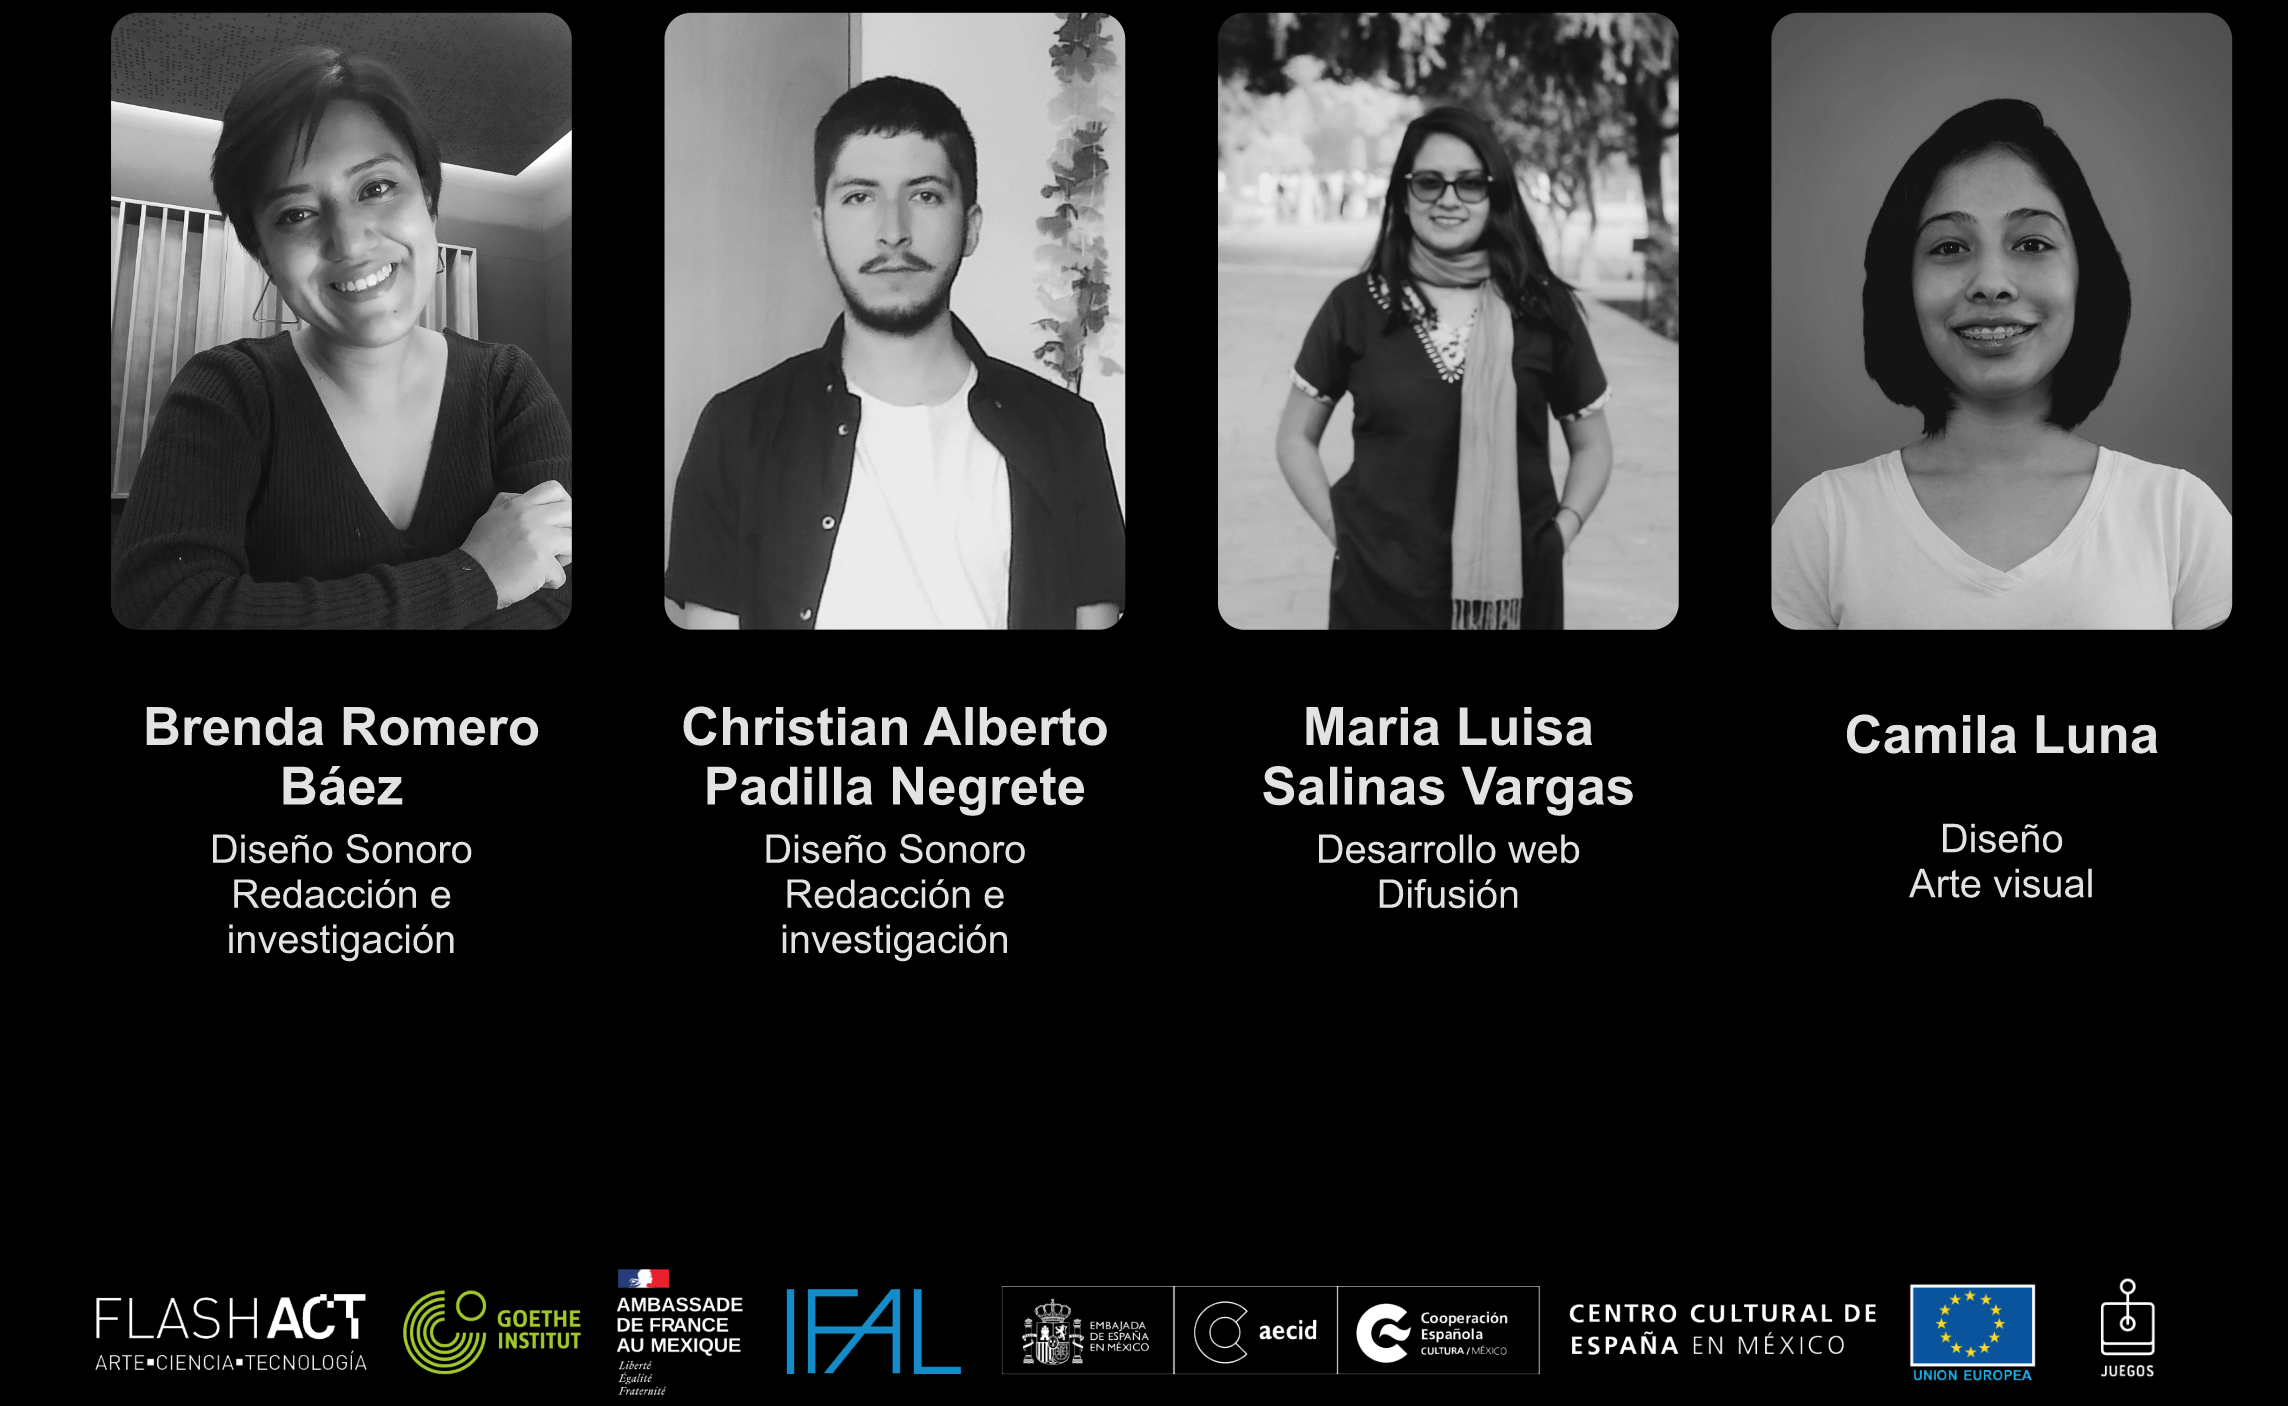 Brenda Romero
Báez
Diseño Sonoro
Redacción e
investigación
Christian Alberto
Padilla Negrete
Diseño Sonoro
Redacción e
investigación
Maria Luisa
Salinas Vargas
Desarrollo web
Difusión
Camila Luna
Diseño
Arte visual
FLASHACT
ARTE▪CIENCIA▪TECNOLOGÍA
GOETHE
INSTITUT
AMBASSADE
DE FRANCE
AU MEXIQUE
Liberté
Égalité
Fraternité
IFAL
EMBAJADA
DE ESPAÑA
EN MÉXICO
aecid
Cooperación
Española
CULTURA / MÉXICO
CENTRO CULTURAL DE
ESPAÑA EN MÉXICO
UNION EUROPEA
JUEGOS